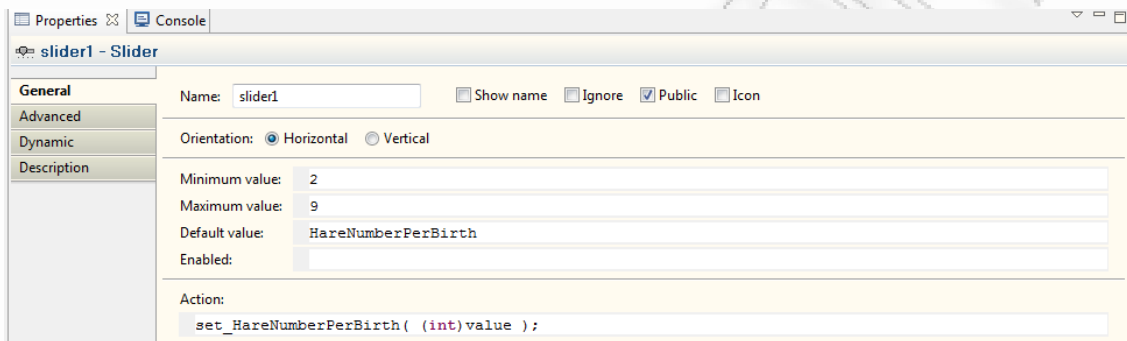 Properties Console
slider1 - Slider
General
Advanced
Dynamic
Description
Name: slider1 Show name Ignore Public Icon
Orientation: Horizontal Vertical
Minimum value: 2
Maximum value: 9
Default value: HareNumberPerBirth
Enabled:
Action:
set_HareNumberPerBirth( (int)value );